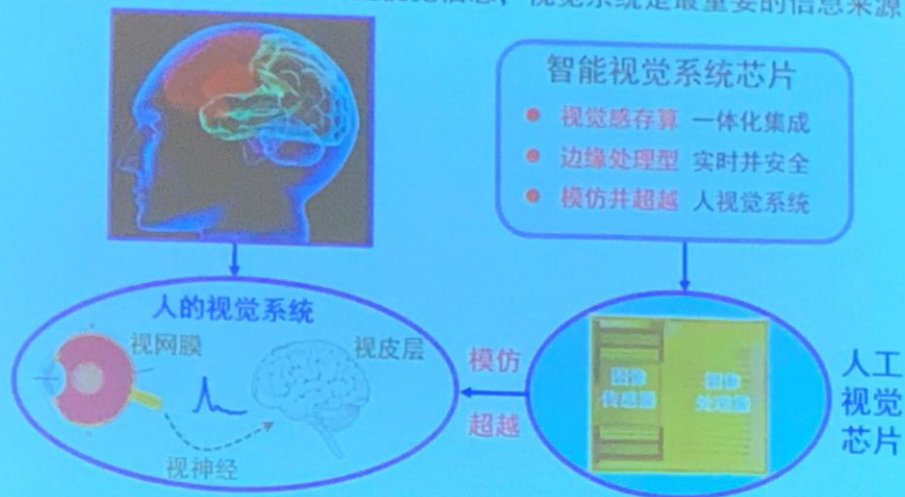 信息，视觉系统是最重要的信息来源
智能视觉系统芯片
视觉感存算 一体化集成
边缘处理型 实时并安全
模仿并超越 人视觉系统
人的视觉系统
视网膜
视皮层
视神经
模仿
超越
图像
传感器
图像
处理器
人工
视觉
芯片